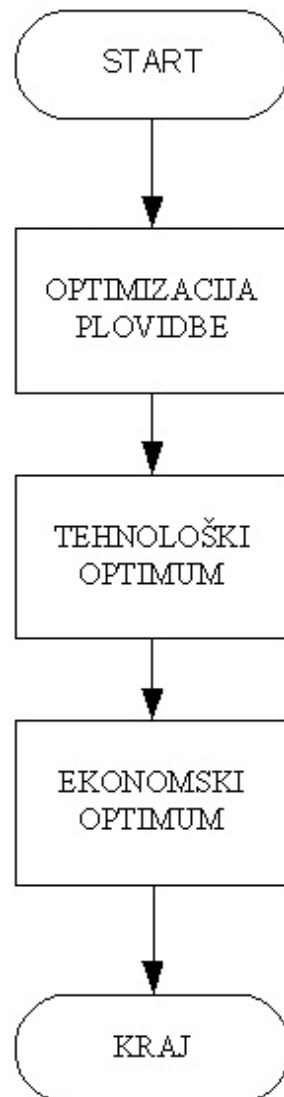 START
OPTIMIZACIJA
PLOVIDBE
TEHNOLOŠKI
OPTIMUM
EKONOMSKI
OPTIMUM
KRAJ